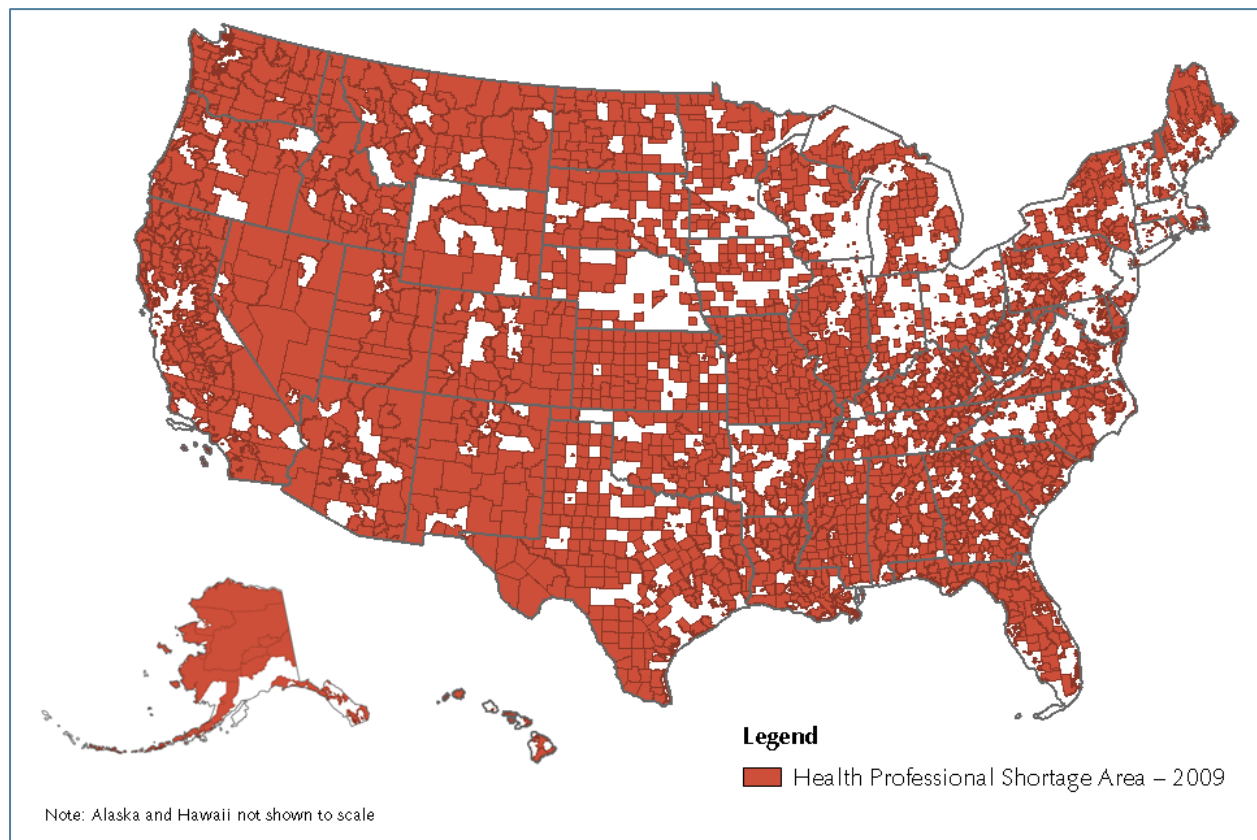 Legend
Health Professional Shortage Area – 2009
Note: Alaska and Hawaii not shown to scale